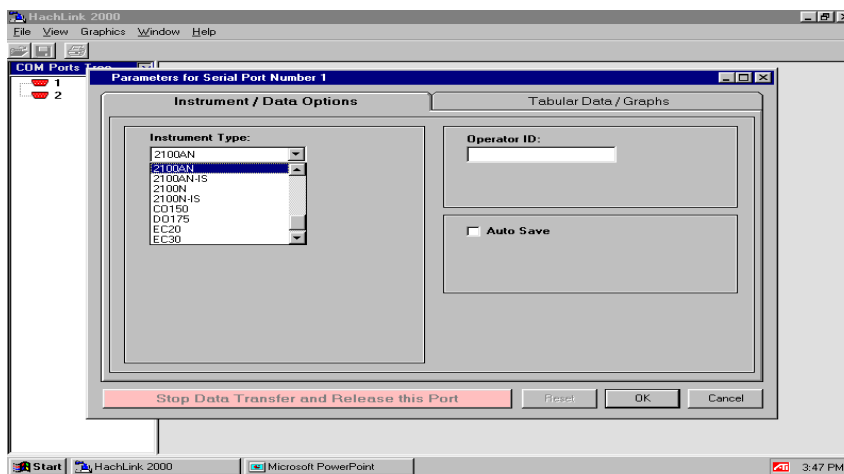 HachLink 2000
File View Graphics Window Help
COM Ports Tree
1
2
Parameters for Serial Port Number 1
Instrument / Data Options
Tabular Data / Graphs
Instrument Type:
2100AN
2100AN
2100AN-IS
2100N
2100N-IS
CO150
DO175
EC20
EC30
Operator ID:
Auto Save
Stop Data Transfer and Release this Port
Reset
OK
Cancel
Start
HachLink 2000
Microsoft PowerPoint
ATI
3:47 PM